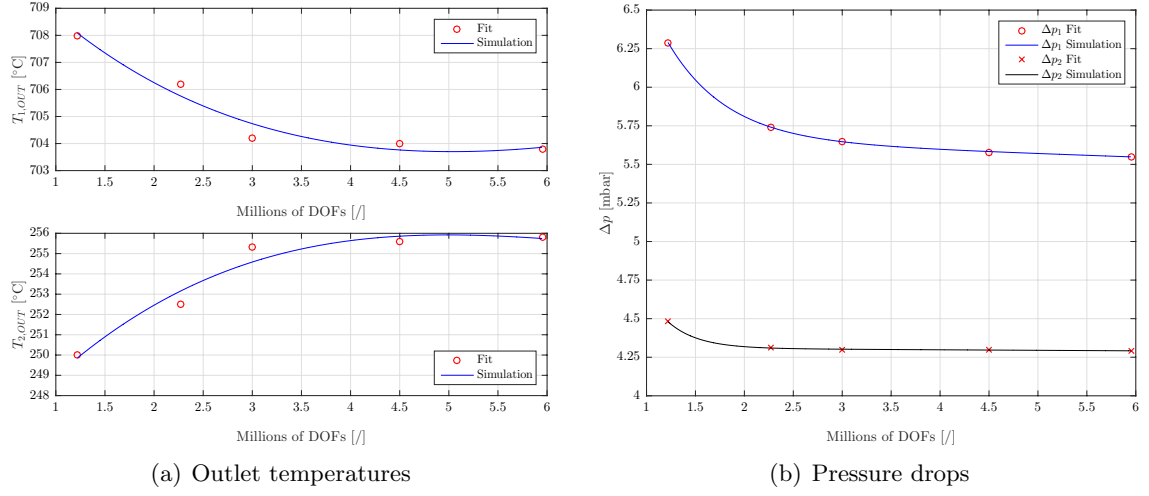 709
708
706
704
703
T1,OUT [°C]
Fit
Simulation
1 1.5 2 2.5 3 3.5 4 4.5 5 5.5 6
Millions of DOFs [/]
256
255
253
252
251
250
249
248
T2,OUT [°C]
Fit
Simulation
1 1.5 2 2.5 3 3.5 4 4.5 5 5.5 6
Millions of DOFs [/]
(a) Outlet temperatures
6.5
6.25
6
5.75
5.5
5.25
5
4.75
4.5
4.25
4
Δp [mbar]
Δp1 Fit
Δp1 Simulation
Δp2 Fit
Δp2 Simulation
1 1.5 2 2.5 3 3.5 4 4.5 5 5.5 6
Millions of DOFs [/]
(b) Pressure drops